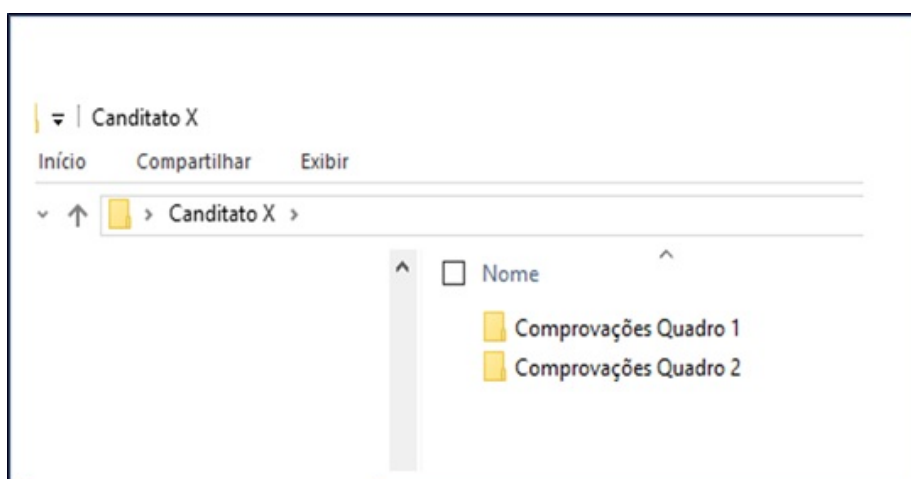 Canditato X
Início Compartilhar Exibir
Canditato X
Nome
Comprovações Quadro 1
Comprovações Quadro 2